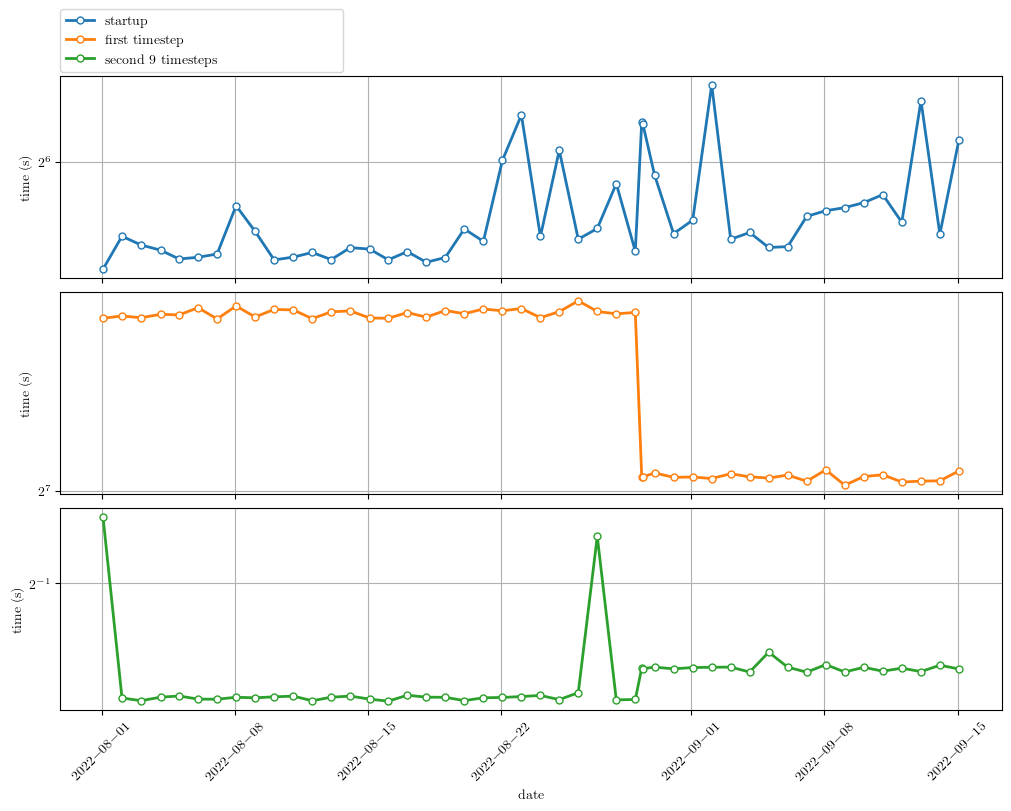 startup
first timestep
second 9 timesteps
time (s)
2^6
time (s)
2^7
time (s)
2^−1
2022−08−01
2022−08−08
2022−08−15
2022−08−22
2022−09−01
2022−09−08
2022−09−15
date